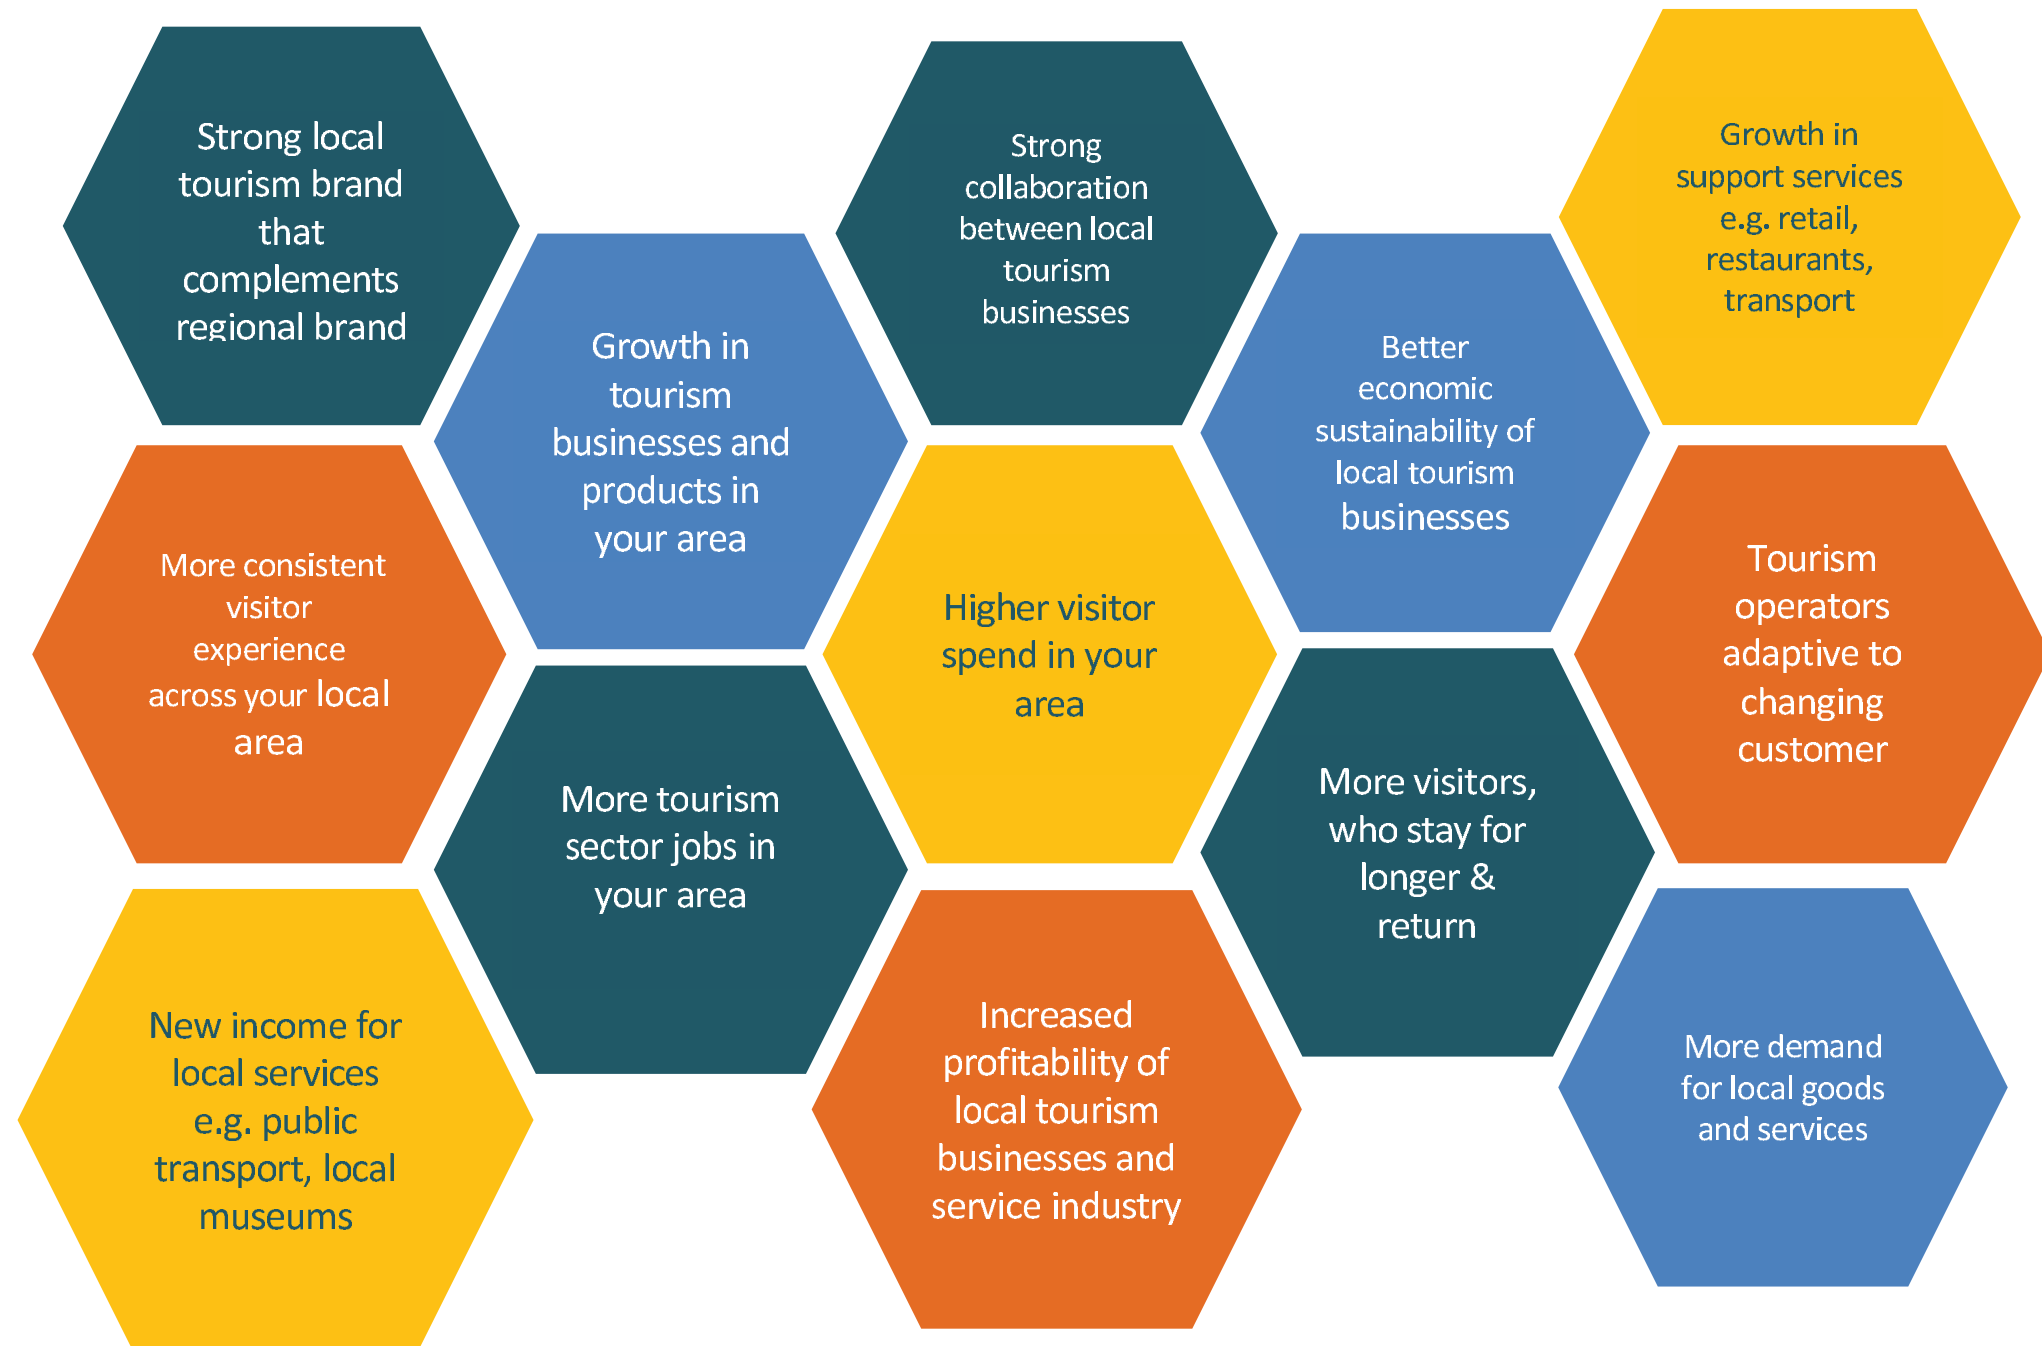 Strong local
tourism brand
that
complements
regional brand
Growth in
tourism
businesses and
products in
your area
Strong
collaboration
between local
tourism
businesses
Better
economic
sustainability of
local tourism
businesses
Growth in
support services
e.g. retail,
restaurants,
transport
More consistent
visitor
experience
across your local
area
More tourism
sector jobs in
your area
Higher visitor
spend in your
area
More visitors,
who stay for
longer &
return
Tourism
operators
adaptive to
changing
customer
New income for
local services
e.g. public
transport, local
museums
Increased
profitability of
local tourism
businesses and
service industry
More demand
for local goods
and services